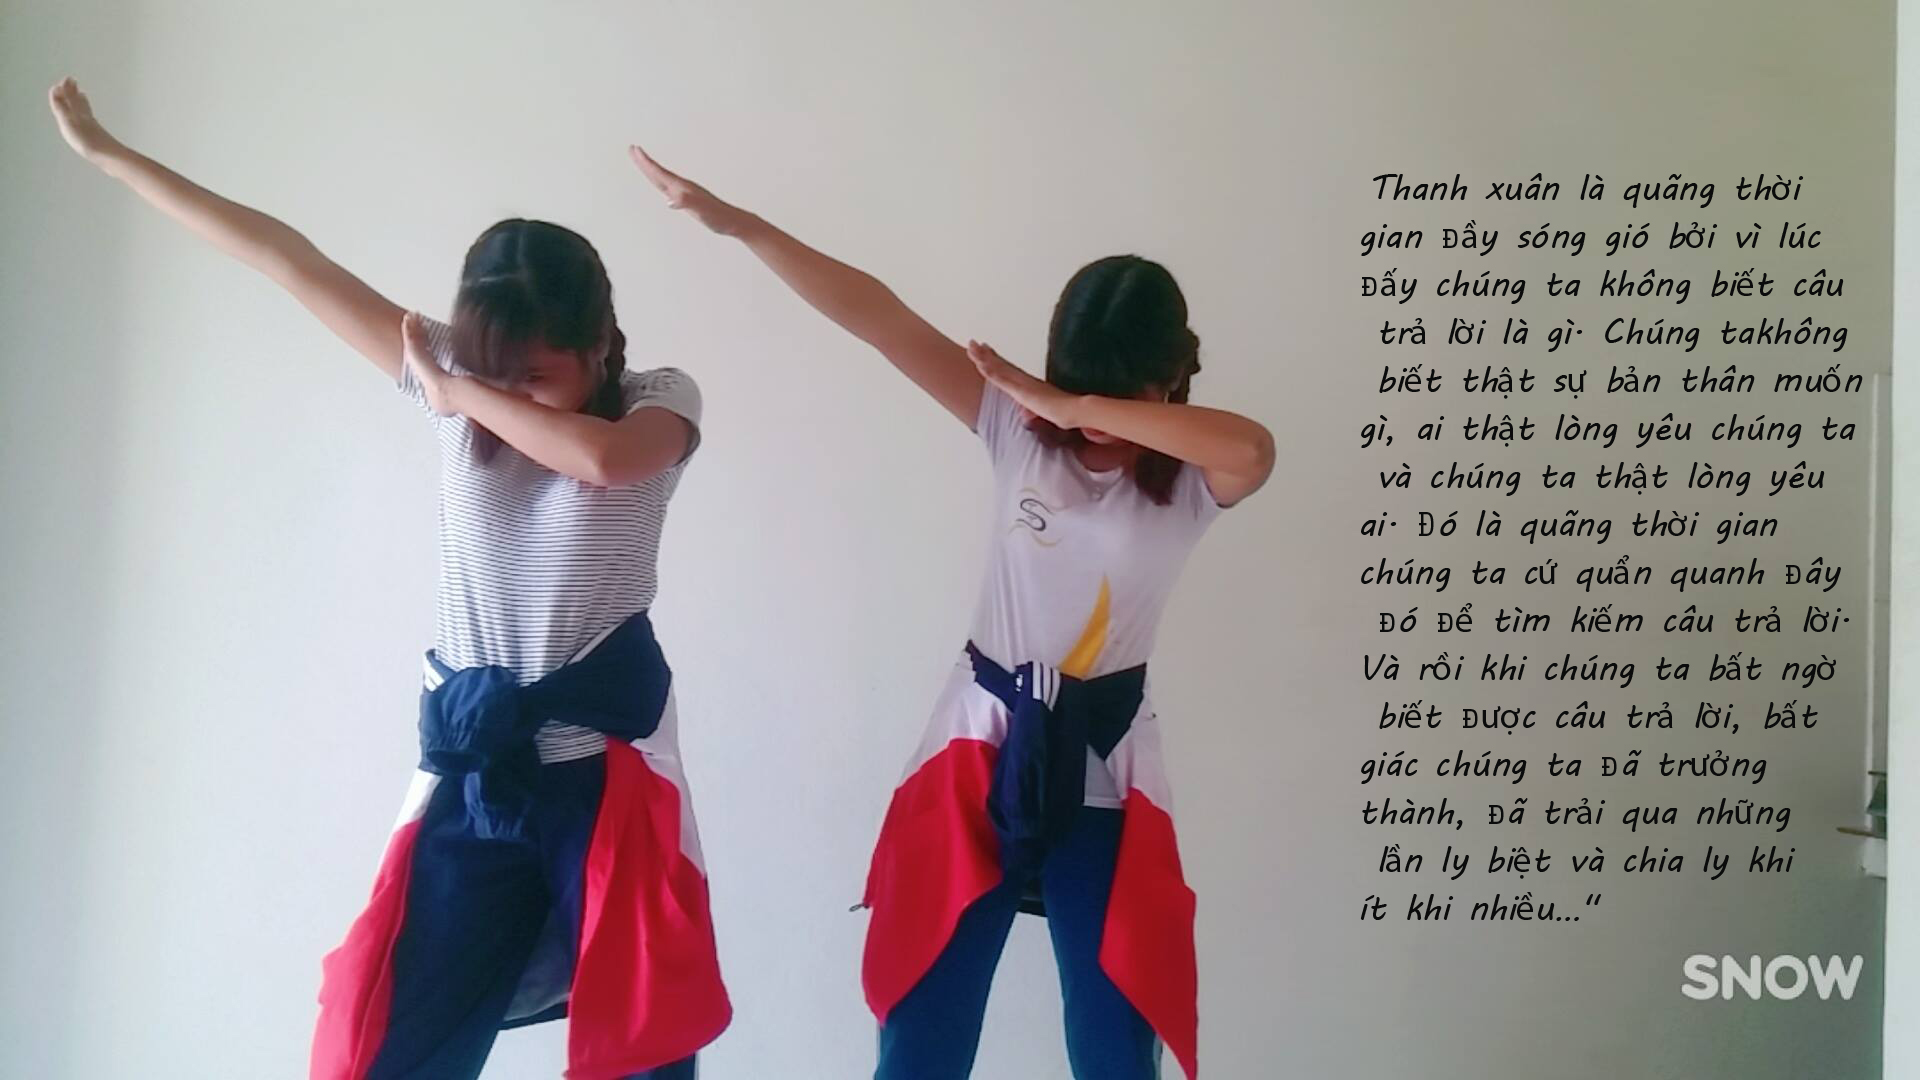 Thanh xuân là quãng thời
gian Đầy sóng gió bởi vì lúc
Đấy chúng ta không biết câu
trả lời là gì. Chúng takhông
biết thật sự bản thân muốn
gì, ai thật lòng yêu chúng ta
và chúng ta thật lòng yêu
ai. Đó là quãng thời gian
chúng ta cứ quẩn quanh Đây
Đó Để tìm kiếm câu trả lời.
Và rồi khi chúng ta bất ngờ
biết Được câu trả lời, bất
giác chúng ta Đã trưởng
thành, Đã trải qua những
lần ly biệt và chia ly khi
ít khi nhiều..."
SNOW